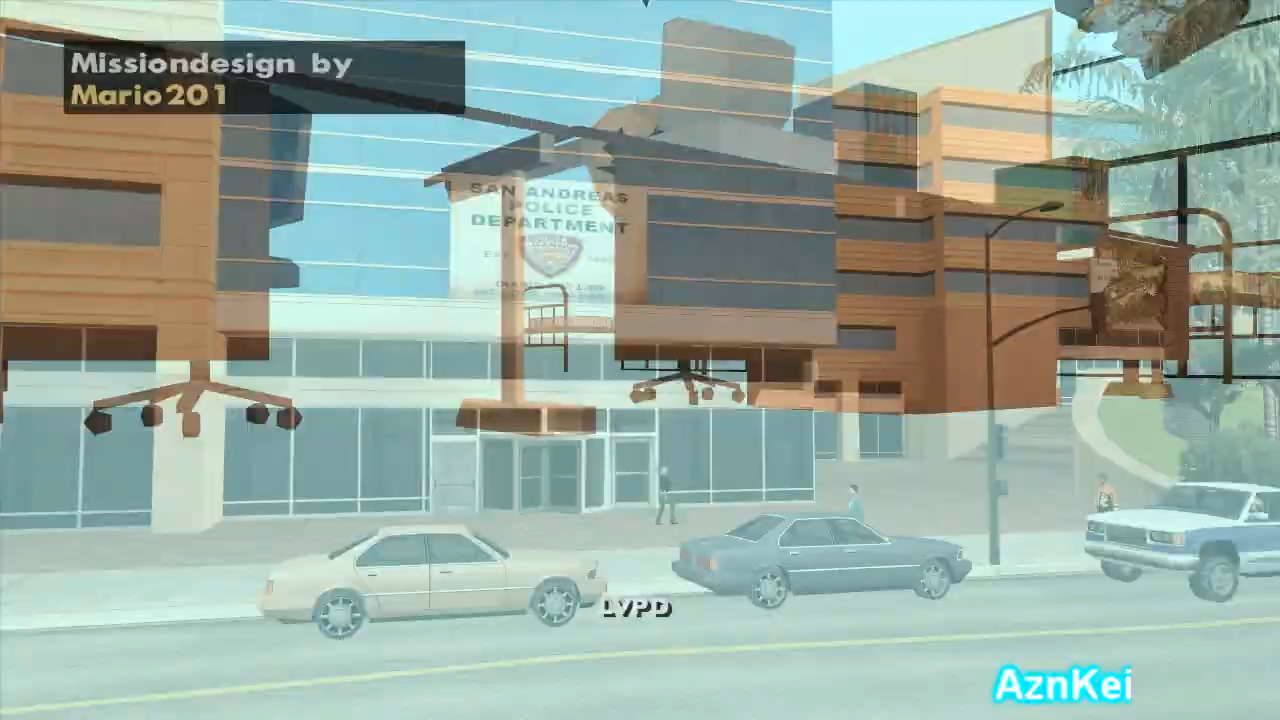 Missiondesign by
Mario201
SAN ANDREAS
POLICE
DEPARTMENT
LVPD
AznKei